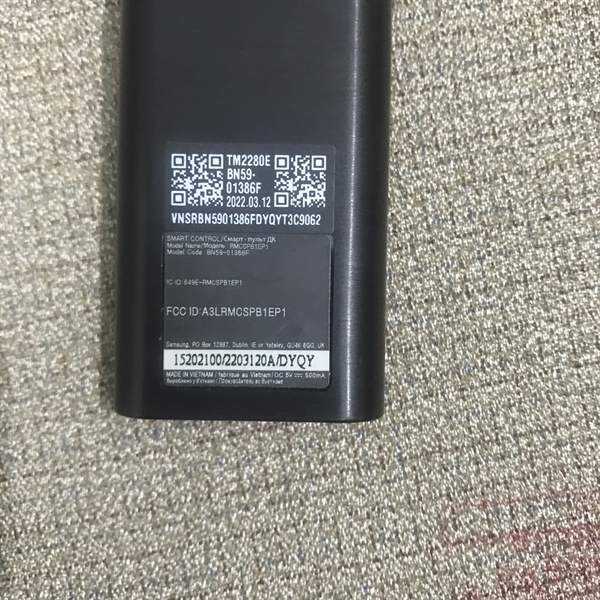 TM2280E
BN59-
01386F
2022.03.12
VNSRBN5901386FDYQYT3C9062
SMART CONTROL/Смарт - пульт ДК
Model Name/Модель : RMCSPB1EP1
Model Code : BN59-01386F
IC ID:649E-RMCSPB1EP1
FCC ID:A3LRMCSPB1EP1
Samsung, PO Box 12987, Dublin, IE or Yateley, GU46 6GG, UK
15202100/2203120A/DYQY
MADE IN VIETNAM / fabriqué au Vietnam/DC 5V 500mA
Вироблено у В'єтнамі /